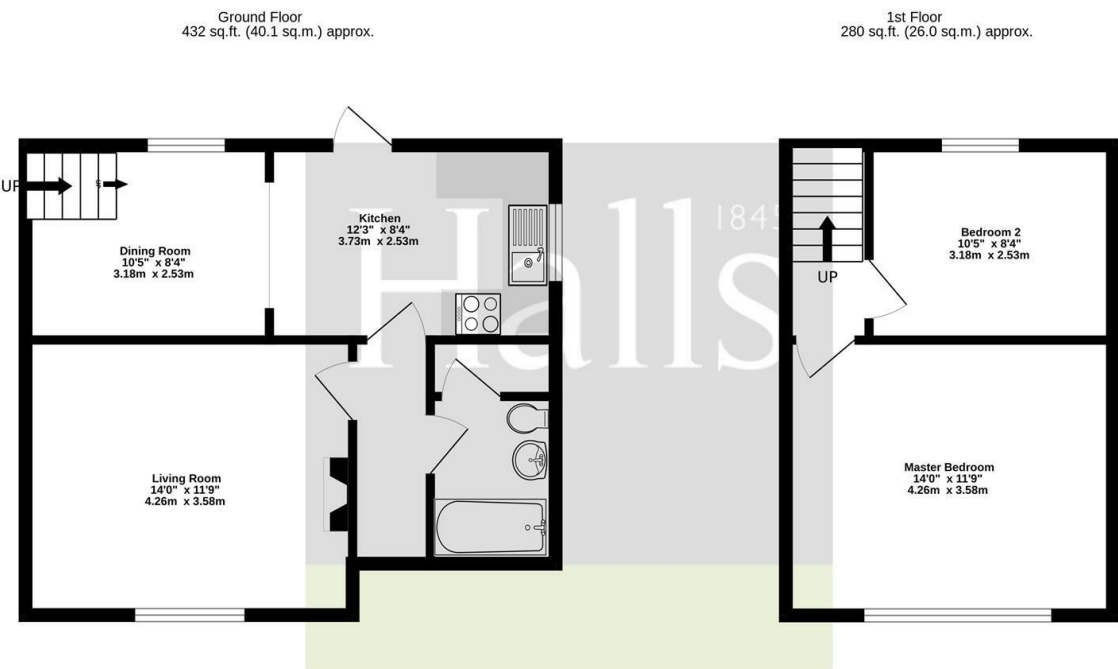 Ground Floor
432 sq.ft. (40.1 sq.m.) approx.
1st Floor
280 sq.ft. (26.0 sq.m.) approx.
UP
Dining Room
10'5" x 8'4"
3.18m x 2.53m
Kitchen
12'3" x 8'4"
3.73m x 2.53m
1845
Halls
UP
Bedroom 2
10'5" x 8'4"
3.18m x 2.53m
Living Room
14'0" x 11'9"
4.26m x 3.58m
Master Bedroom
14'0" x 11'9"
4.26m x 3.58m